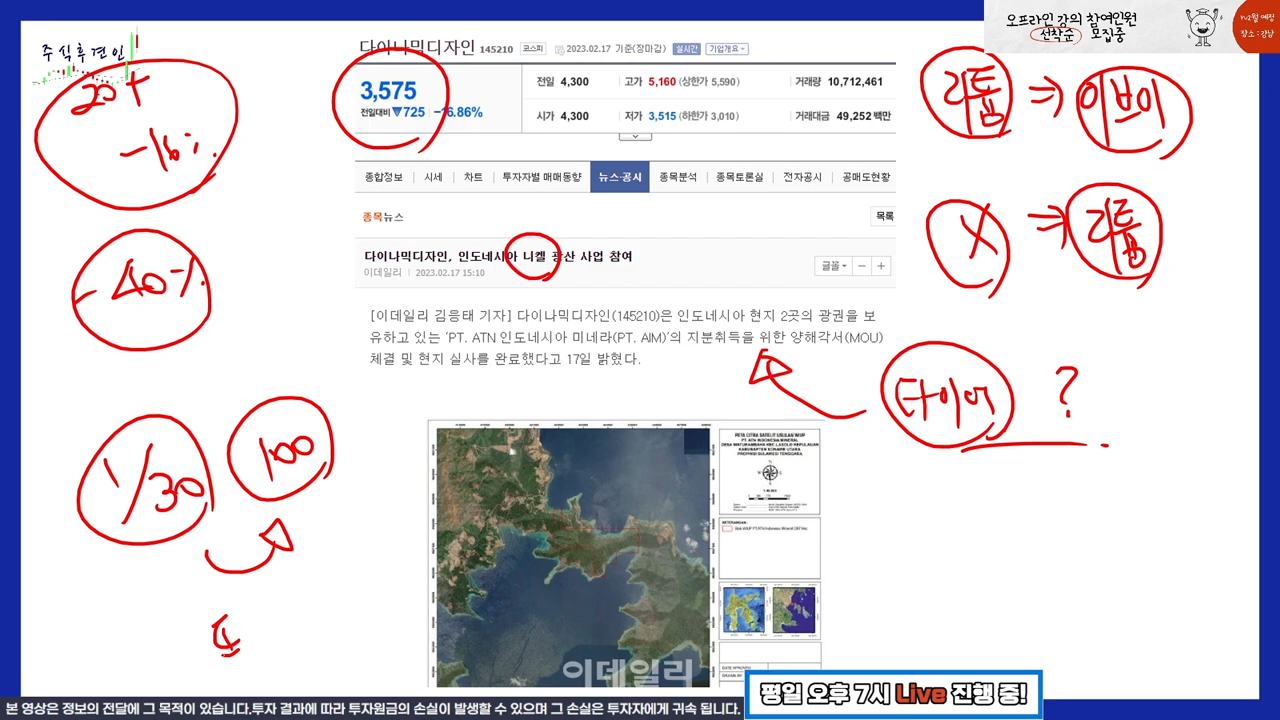 오프라인 강의 참여인원
선착순 모집중
장소 : 강남
주식후견인
다이나믹디자인 145210 코스피 2023.02.17 기준(장마감) 실시간 기업개요
3,575
전일대비 ▼725 -16.86%
전일 4,300 고가 5,160 (상한가 5,590) 거래량 10,712,461
시가 4,300 저가 3,515 (하한가 3,010) 거래대금 49,252 백만
종합정보 시세 차트 투자자별 매매동향 뉴스·공시 종목분석 종목토론실 전자공시 공매도현황
종목뉴스
목록
다이나믹디자인, 인도네시아 니켈 광산 사업 참여
이데일리 2023.02.17 15:10
글꼴 − +
[이데일리 김응태 기자] 다이나믹디자인(145210)은 인도네시아 현지 2곳의 광권을 보
유하고 있는 ‘PT. ATN 인도네시아 미네라(PT. AIM)’의 지분취득을 위한 양해각서(MOU)
체결 및 현지 실사를 완료했다고 17일 밝혔다.
-40%
1/30
100
리튬 ⇒ 이브이
X ⇒ 리튬
타이어 ?
PETA CITRA SATELIT USULAN WIUP
PT. ATN INDONESIA MINERAL
KABUPATEN KONAWE UTARA
PROPINSI SULAWESI TENGGARA
이데일리
평일 오후 7시 Live 진행 중!
본 영상은 정보의 전달에 그 목적이 있습니다.투자 결과에 따라 투자원금의 손실이 발생할 수 있으며 그 손실은 투자자에게 귀속 됩니다.